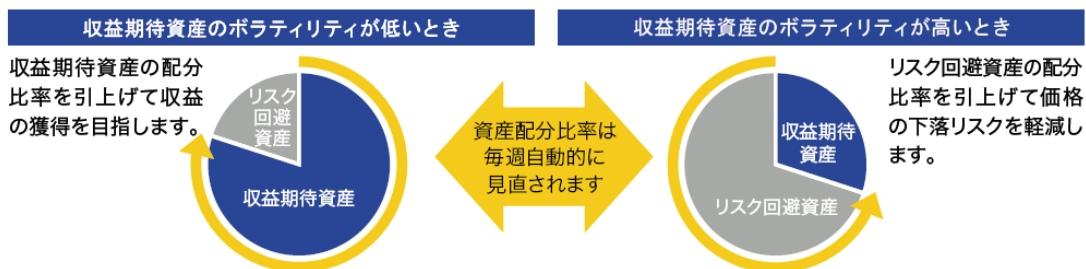 収益期待資産のボラティリティが低いとき
収益期待資産の配分
比率を引上げて収益
の獲得を目指します。
リスク
回避
資産
収益期待資産
資産配分比率は
毎週自動的に
見直されます
収益期待資産のボラティリティが高いとき
収益期待
資産
リスク回避資産
リスク回避資産の配分
比率を引上げて価格
の下落リスクを軽減し
ます。